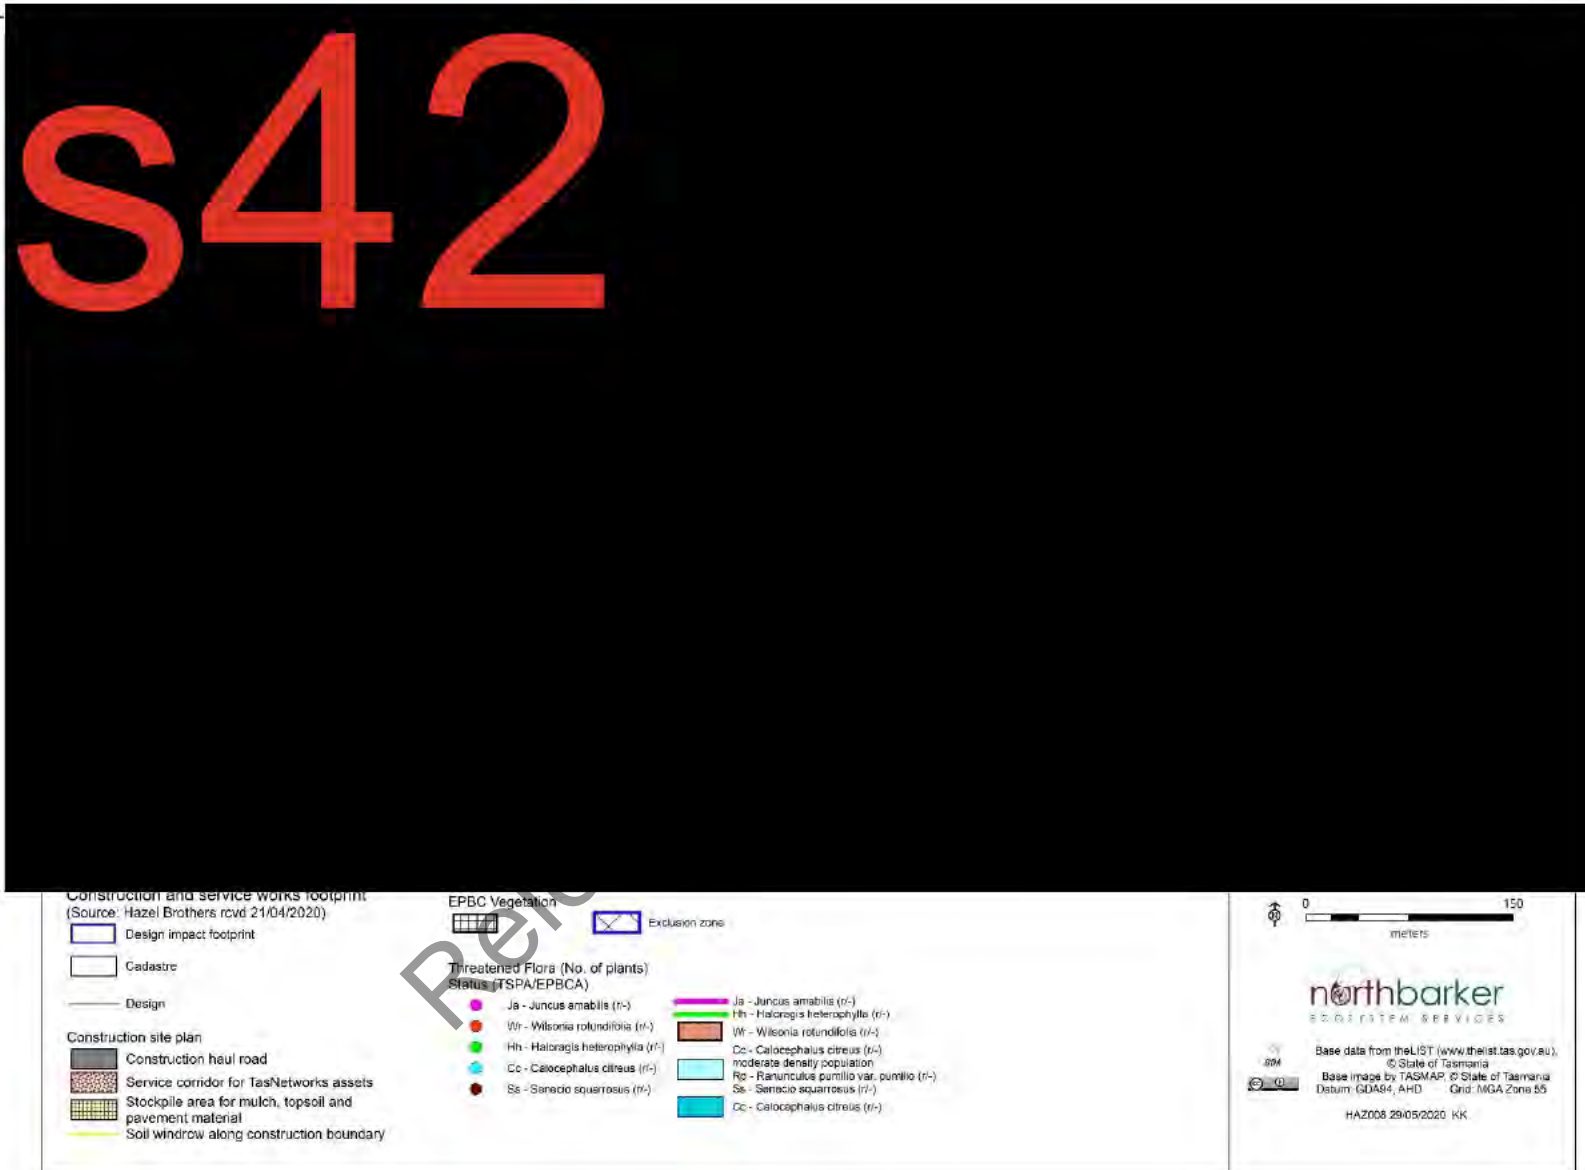 s42
Construction and service works footprint
(Source: Hazel Brothers rcvd 21/04/2020)
Design impact footprint
Cadastre
Design
Construction site plan
Construction haul road
Service corridor for TasNetworks assets
Stockpile area for mulch, topsoil and
pavement material
Soil windrow along construction boundary
EPBC Vegetation
Exclusion zone
Threatened Flora (No. of plants)
Status (TSPA/EPBCA)
Ja - Juncus amabilis (r/-)
Wr - Wilsonia rotundifolia (r/-)
Hh - Haloragis heterophylla (r/-)
Cc - Calocephalus citreus (r/-)
Ss - Senecio squarrosus (r/-)
Ja - Juncus amabilis (r/-)
Hh - Haloragis heterophylla (r/-)
Wr - Wilsonia rotundifolia (r/-)
Cc - Calocephalus citreus (r/-)
moderate density population
Rp - Ranunculus pumilio var. pumilio (r/-)
Ss - Senecio squarrosus (r/-)
Cc - Calocephalus citreus (r/-)
0 150
meters
northbarker
ECOSYSTEM SERVICES
Base data from theLIST (www.thelist.tas.gov.au),
© State of Tasmania
Base image by TASMAP, © State of Tasmania
Datum: GDA94, AHD Grid: MGA Zone 55
HAZ008 29/05/2020 KK